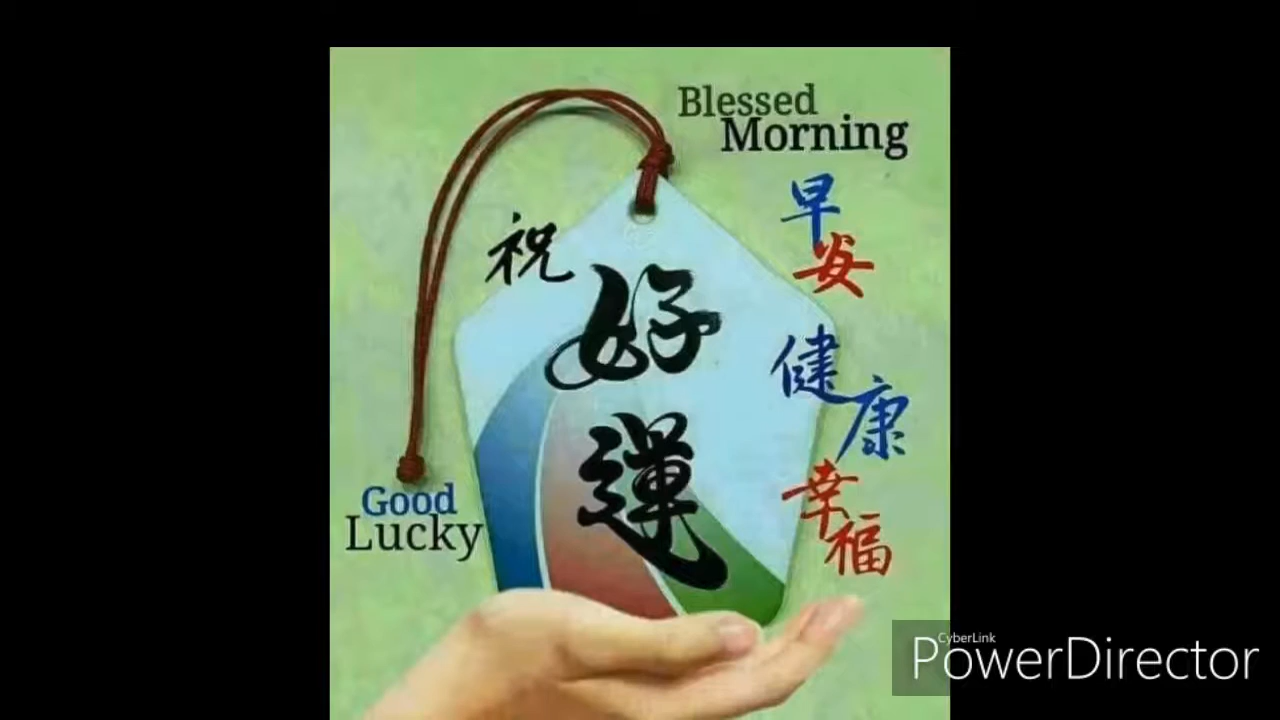 Blessed
Morning
早安
祝
好運
健康
幸福
Good
Lucky
CyberLink
PowerDirector